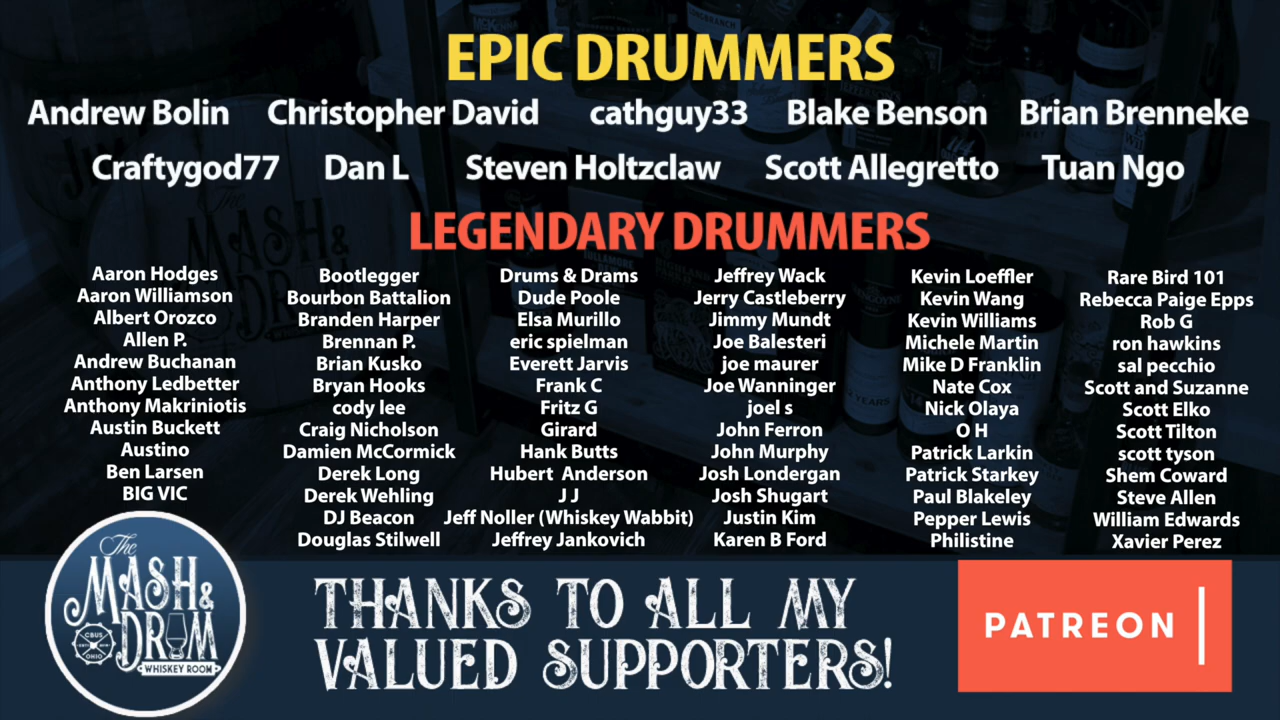 EPIC DRUMMERS
Andrew Bolin Christopher David cathguy33 Blake Benson Brian Brenneke
Craftygod77 Dan L Steven Holtzclaw Scott Allegretto Tuan Ngo
LEGENDARY DRUMMERS
Aaron Hodges
Aaron Williamson
Albert Orozco
Allen P.
Andrew Buchanan
Anthony Ledbetter
Anthony Makriniotis
Austin Buckett
Austino
Ben Larsen
BIG VIC
Bootlegger
Bourbon Battalion
Branden Harper
Brennan P.
Brian Kusko
Bryan Hooks
cody lee
Craig Nicholson
Damien McCormick
Derek Long
Derek Wehling
DJ Beacon
Douglas Stilwell
Drums & Drams
Dude Poole
Elsa Murillo
eric spielman
Everett Jarvis
Frank C
Fritz G
Girard
Hank Butts
Hubert Anderson
J J
Jeff Noller (Whiskey Wabbit)
Jeffrey Jankovich
Jeffrey Wack
Jerry Castleberry
Jimmy Mundt
Joe Balesteri
joe maurer
Joe Wanninger
joel s
John Ferron
John Murphy
Josh Londergan
Josh Shugart
Justin Kim
Karen B Ford
Kevin Loeffler
Kevin Wang
Kevin Williams
Michele Martin
Mike D Franklin
Nate Cox
Nick Olaya
O H
Patrick Larkin
Patrick Starkey
Paul Blakeley
Pepper Lewis
Philistine
Rare Bird 101
Rebecca Paige Epps
Rob G
ron hawkins
sal pecchio
Scott and Suzanne
Scott Elko
Scott Tilton
scott tyson
Shem Coward
Steve Allen
William Edwards
Xavier Perez
The
MASH &
DRUM
CBUS
OHIO
WHISKEY ROOM
THANKS TO ALL MY
VALUED SUPPORTERS!
PATREON